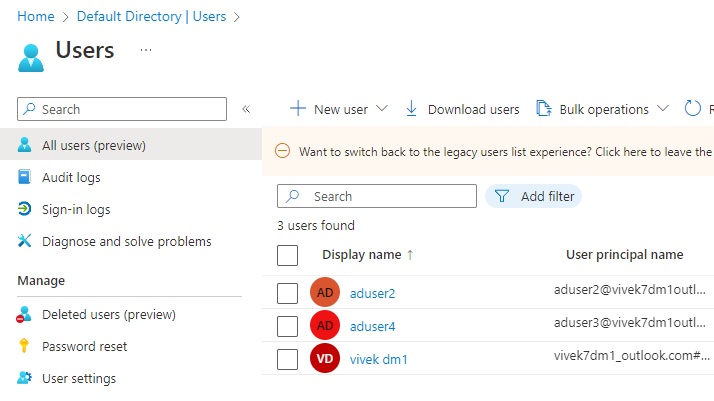 Home > Default Directory | Users >
Users ...
Search «
All users (preview)
Audit logs
Sign-in logs
Diagnose and solve problems
Manage
Deleted users (preview)
Password reset
User settings
+ New user Download users Bulk operations R
Want to switch back to the legacy users list experience? Click here to leave the
Search Add filter
3 users found
Display name ↑ User principal name
AD aduser2 aduser2@vivek7dm1outl...
AD aduser4 aduser3@vivek7dm1outl...
VD vivek dm1 vivek7dm1_outlook.com#...